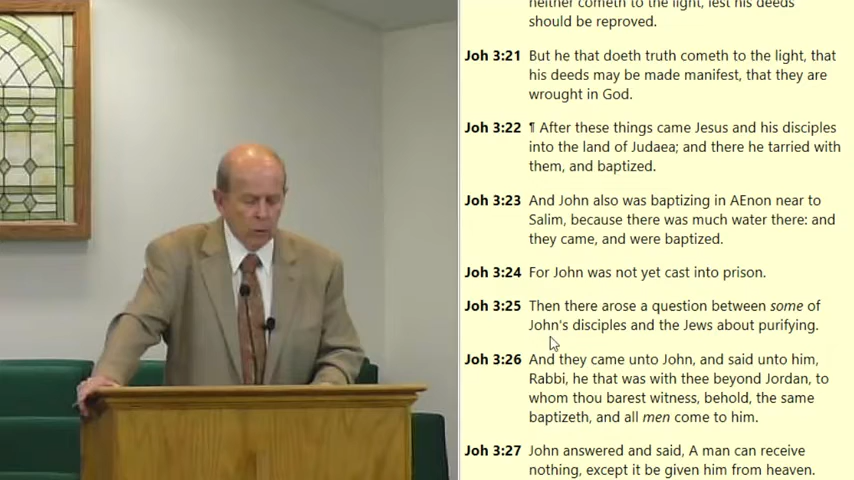 neither cometh to the light, lest his deeds
should be reproved.
Joh 3:21 But he that doeth truth cometh to the light, that
his deeds may be made manifest, that they are
wrought in God.
Joh 3:22 ¶ After these things came Jesus and his disciples
into the land of Judaea; and there he tarried with
them, and baptized.
Joh 3:23 And John also was baptizing in AEnon near to
Salim, because there was much water there: and
they came, and were baptized.
Joh 3:24 For John was not yet cast into prison.
Joh 3:25 Then there arose a question between some of
John's disciples and the Jews about purifying.
Joh 3:26 And they came unto John, and said unto him,
Rabbi, he that was with thee beyond Jordan, to
whom thou barest witness, behold, the same
baptizeth, and all men come to him.
Joh 3:27 John answered and said, A man can receive
nothing, except it be given him from heaven.